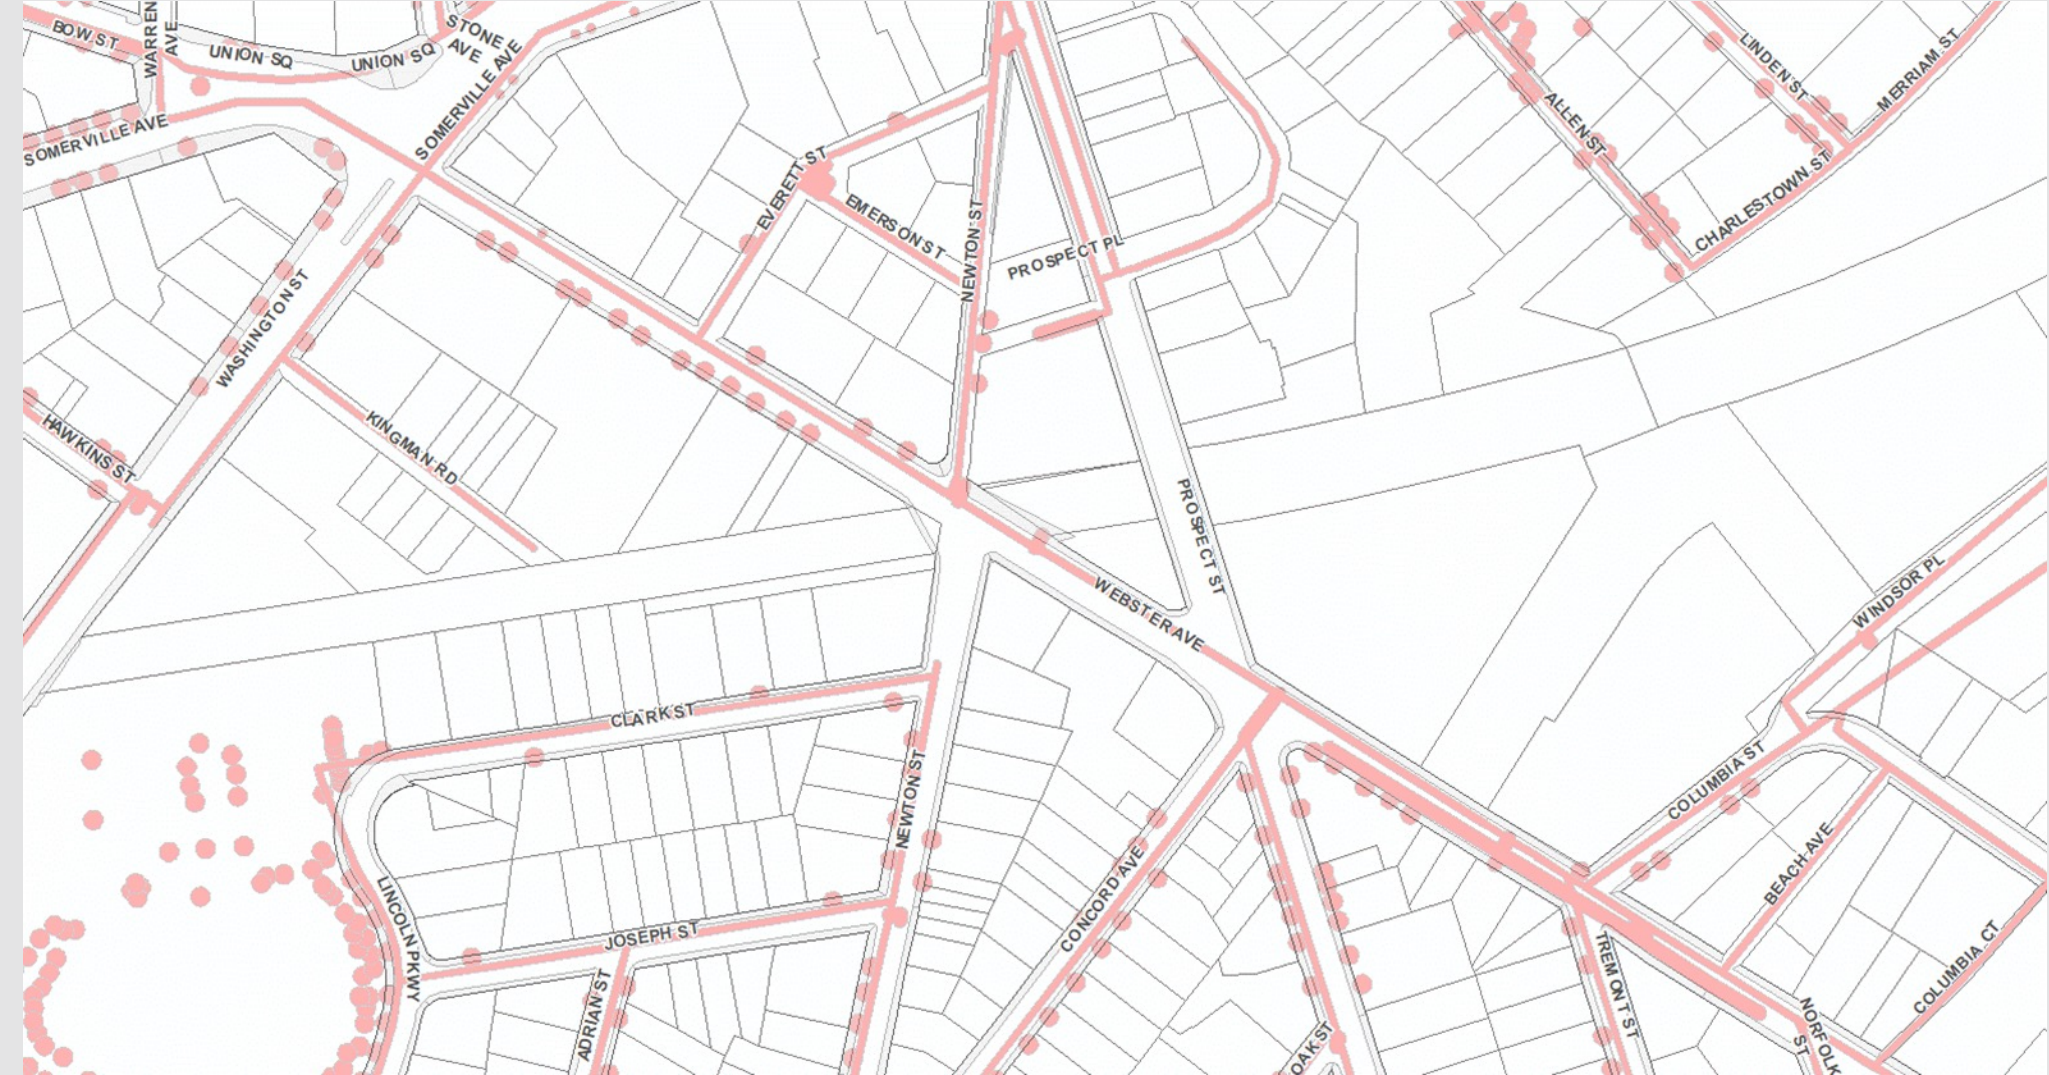 BOW ST
WARREN
AVE
UNION SQ
UNION SQ
STONE
AVE
SOMERVILLE AVE
SOMERVILLE AVE
LINDEN ST
MERRIAM ST
ALLEN ST
CHARLESTOWN ST
EVERETT ST
EMERSON ST
NEWTON ST
PROSPECT PL
WASHINGTON ST
HAWKINS ST
KINGMAN RD
PROSPECT ST
WEBSTER AVE
WINDSOR PL
CLARK ST
NEWTON ST
COLUMBIA ST
BEACH AVE
CONCORD AVE
LINCOLN PKWY
JOSEPH ST
ADRIAN ST
TREMONT ST
COLUMBIA CT
NORFOLK
ST
OAK ST